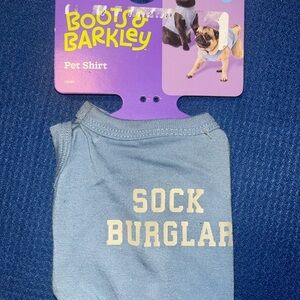 BOOTS &
BARKLEY
Pet Shirt
SOCK
BURGLAR